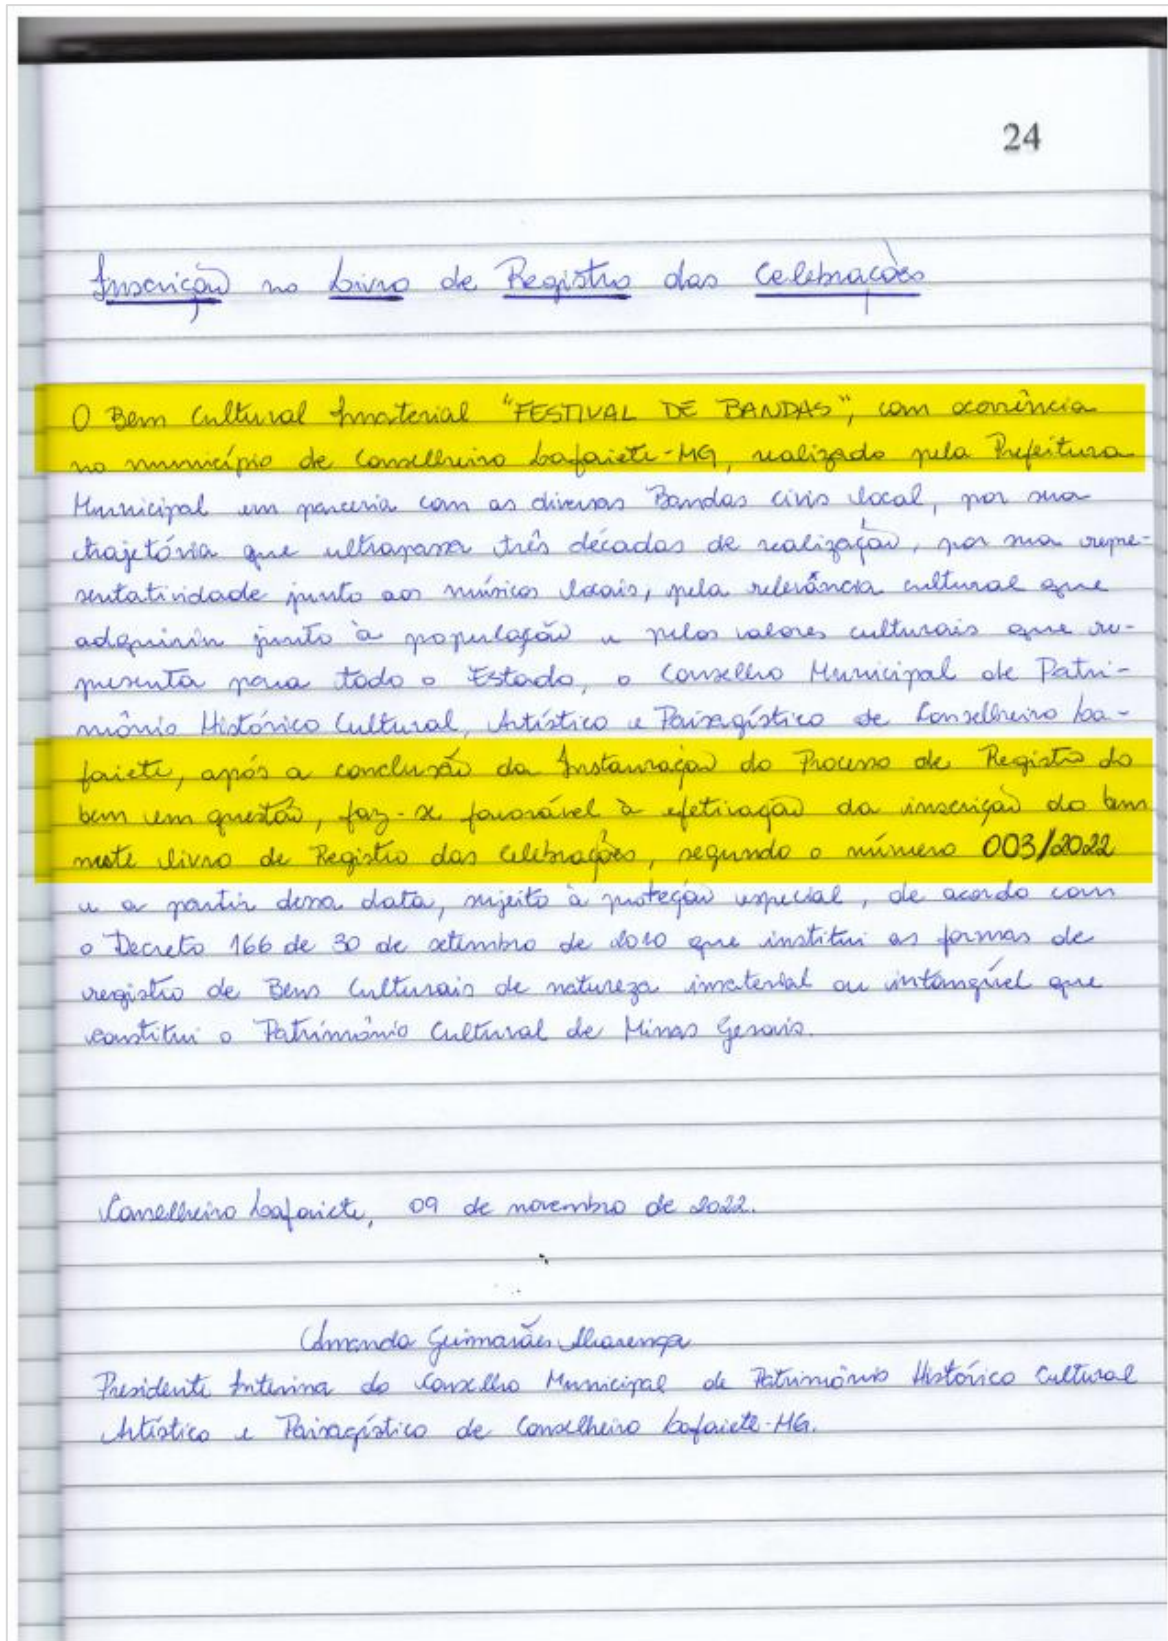 24
Inscrição no Livro de Registro das Celebrações
O Bem Cultural Imaterial "FESTIVAL DE BANDAS", com ocorrência
no município de Conselheiro Lafaiete-MG, realizado pela Prefeitura
Municipal em parceria com as diversas Bandas civis local, por sua
trajetória que ultrapassa três décadas de realização, por sua repre-
sentatividade junto aos músicos locais, pela relevância cultural que
adquiriu junto à população e pelos valores culturais que re-
presenta para todo o Estado, o Conselho Municipal de Patri-
mônio Histórico Cultural, Artístico e Paisagístico de Conselheiro La-
faiete, após a conclusão da Instauração do Processo de Registro do
bem em questão, faz-se favorável à efetivação da inscrição do bem
neste livro de Registro das Celebrações, segundo o número 003/2022
e a partir dessa data, sujeito à proteção especial, de acordo com
o Decreto 166 de 30 de setembro de 2010 que institui as formas de
registro de Bens Culturais de natureza imaterial ou intangível que
constitui o Patrimônio Cultural de Minas Gerais.
Conselheiro Lafaiete, 09 de novembro de 2022.
Amanda Guimarães Alvarenga
Presidente Interina do Conselho Municipal de Patrimônio Histórico Cultural
Artístico e Paisagístico de Conselheiro Lafaiete-MG.